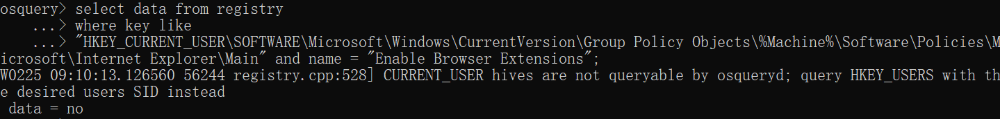 osquery> select data from registry
    ...> where key like
    ...> "HKEY_CURRENT_USER\SOFTWARE\Microsoft\Windows\CurrentVersion\Group Policy Objects\%Machine%\Software\Policies\M
icrosoft\Internet Explorer\Main" and name = "Enable Browser Extensions";
W0225 09:10:13.126560 56244 registry.cpp:528] CURRENT_USER hives are not queryable by osqueryd; query HKEY_USERS with th
e desired users SID instead
 data = no